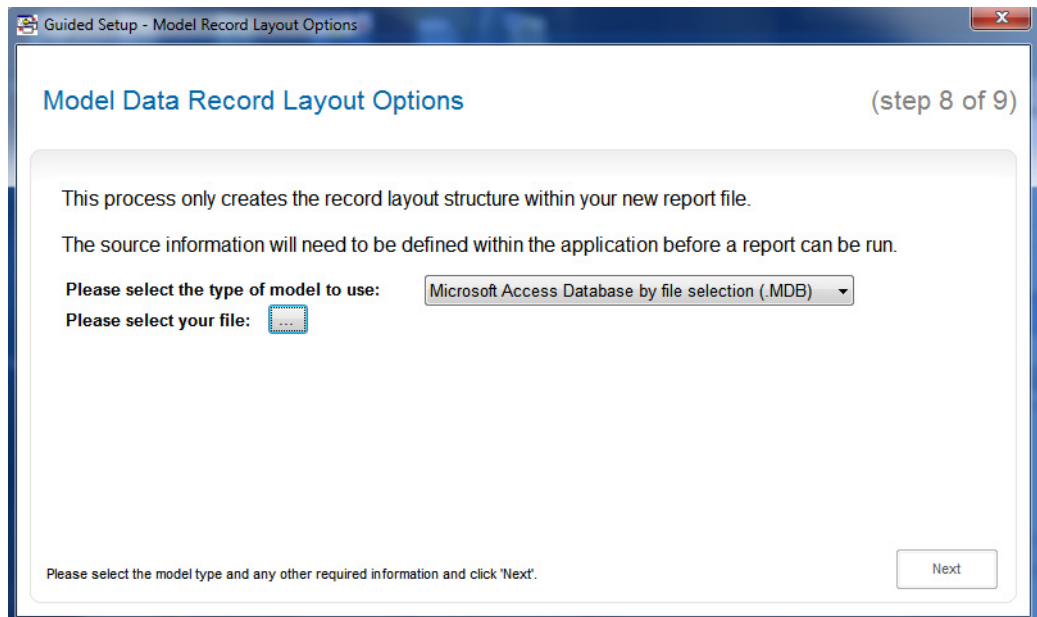 Guided Setup - Model Record Layout Options
x
Model Data Record Layout Options
(step 8 of 9)
This process only creates the record layout structure within your new report file.
The source information will need to be defined within the application before a report can be run.
Please select the type of model to use:
Microsoft Access Database by file selection (.MDB)
Please select your file:
...
Please select the model type and any other required information and click 'Next'.
Next